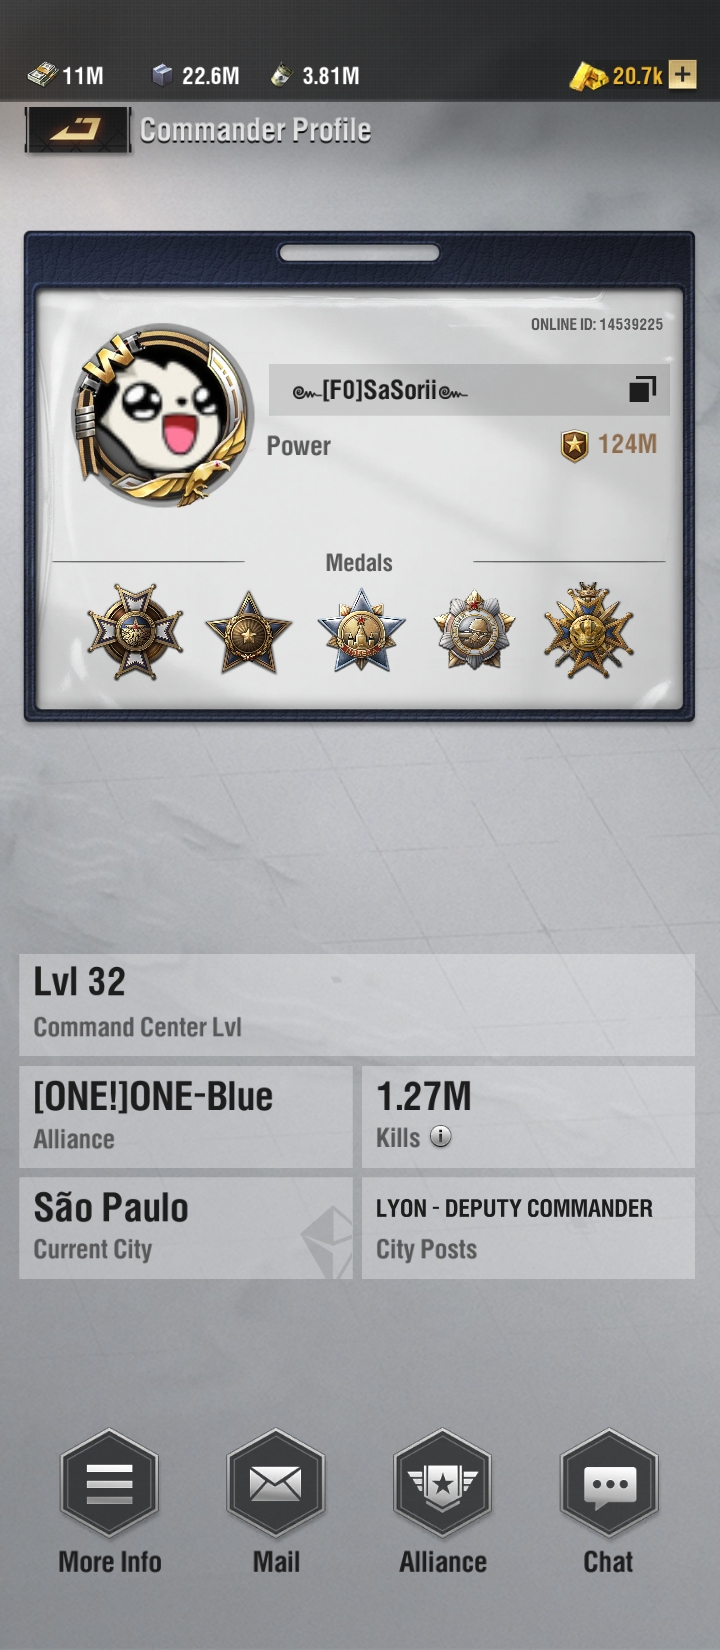 11M 22.6M 3.81M 20.7k +
Commander Profile
ONLINE ID: 14539225
W
[F0]SaSorii
Power 124M
Medals
Lvl 32
Command Center Lvl
[ONE!]ONE-Blue
Alliance
1.27M
Kills i
São Paulo
Current City
LYON - DEPUTY COMMANDER
City Posts
More Info Mail Alliance Chat